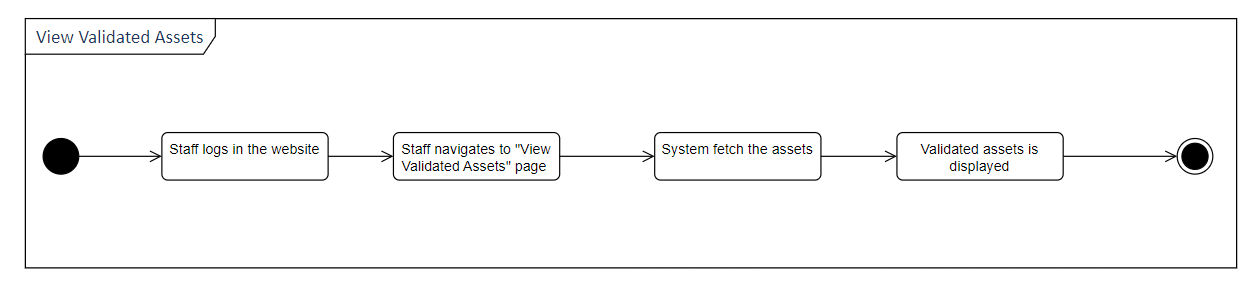 View Validated Assets
Staff logs in the website
Staff navigates to "View
Validated Assets" page
System fetch the assets
Validated assets is
displayed